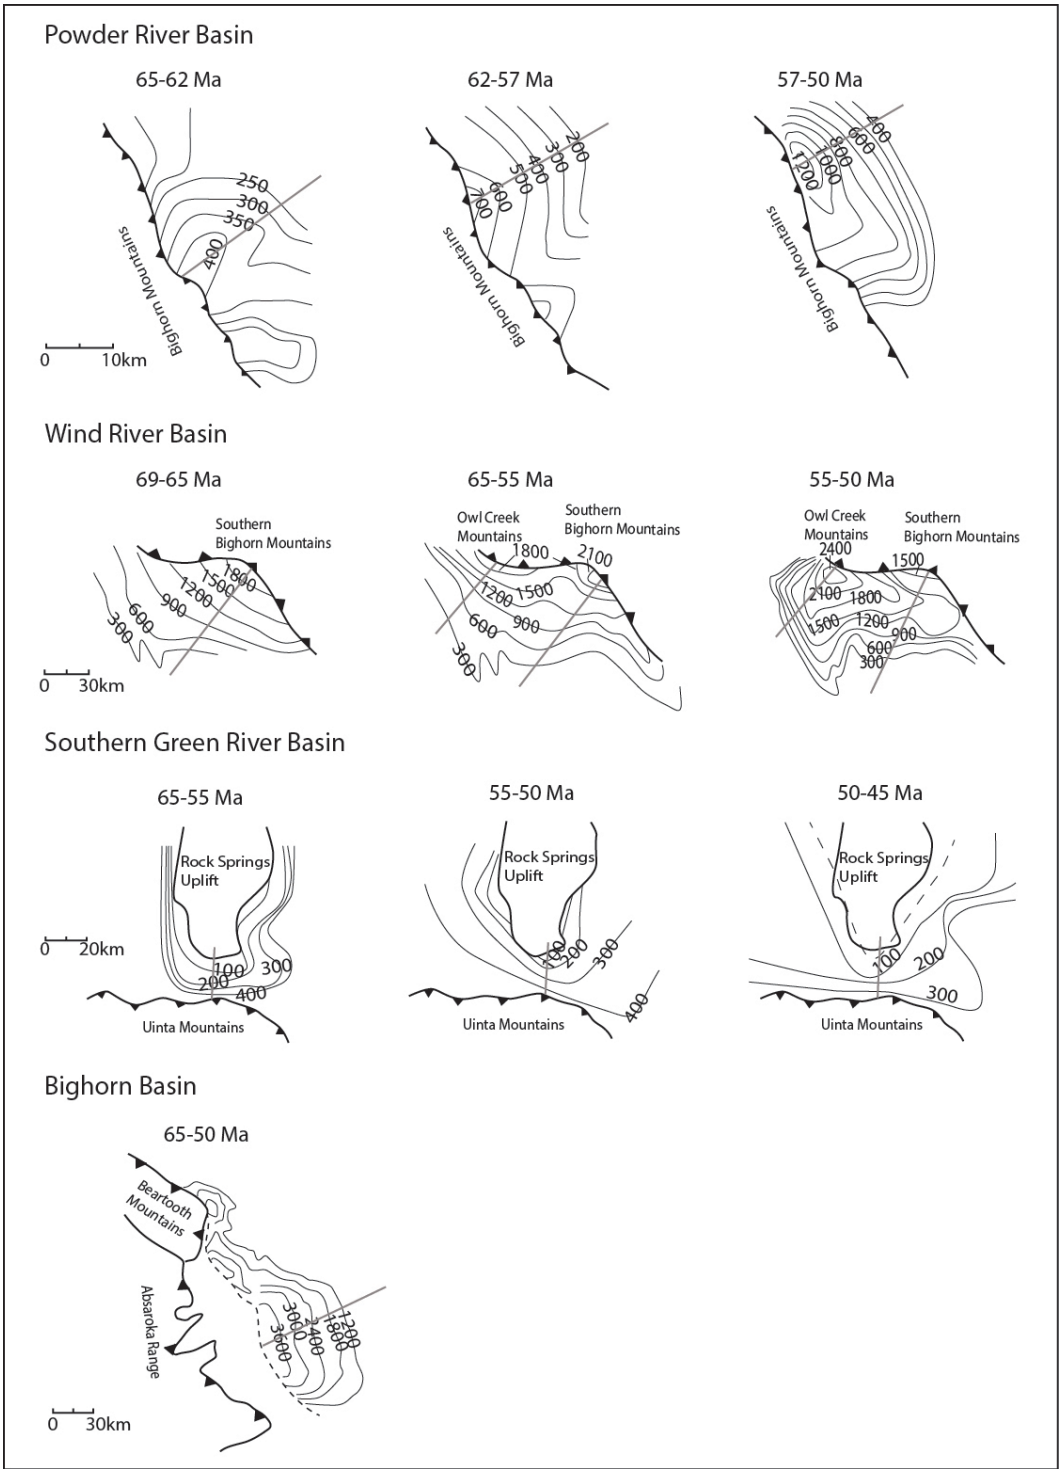 Powder River Basin
65-62 Ma
62-57 Ma
57-50 Ma
250
300
350
400
Bighorn Mountains
0 10km
200
300
400
500
600
700
Bighorn Mountains
400
600
800
1000
1200
Bighorn Mountains
Wind River Basin
69-65 Ma
65-55 Ma
55-50 Ma
Southern
Bighorn Mountains
1800
1500
1200
900
600
300
0 30km
Owl Creek
Mountains
Southern
Bighorn Mountains
1800
2100
1200
1500
600
900
300
Owl Creek
Mountains
Southern
Bighorn Mountains
2400
1500
2100
1800
1500
1200
900
600
300
Southern Green River Basin
65-55 Ma
55-50 Ma
50-45 Ma
Rock Springs
Uplift
0 20km
100
300
200
400
Uinta Mountains
Rock Springs
Uplift
100
200
300
400
Uinta Mountains
Rock Springs
Uplift
100
200
300
Uinta Mountains
Bighorn Basin
65-50 Ma
Beartooth
Mountains
Absaroka Range
3600
3000
2400
1800
1200
0 30km